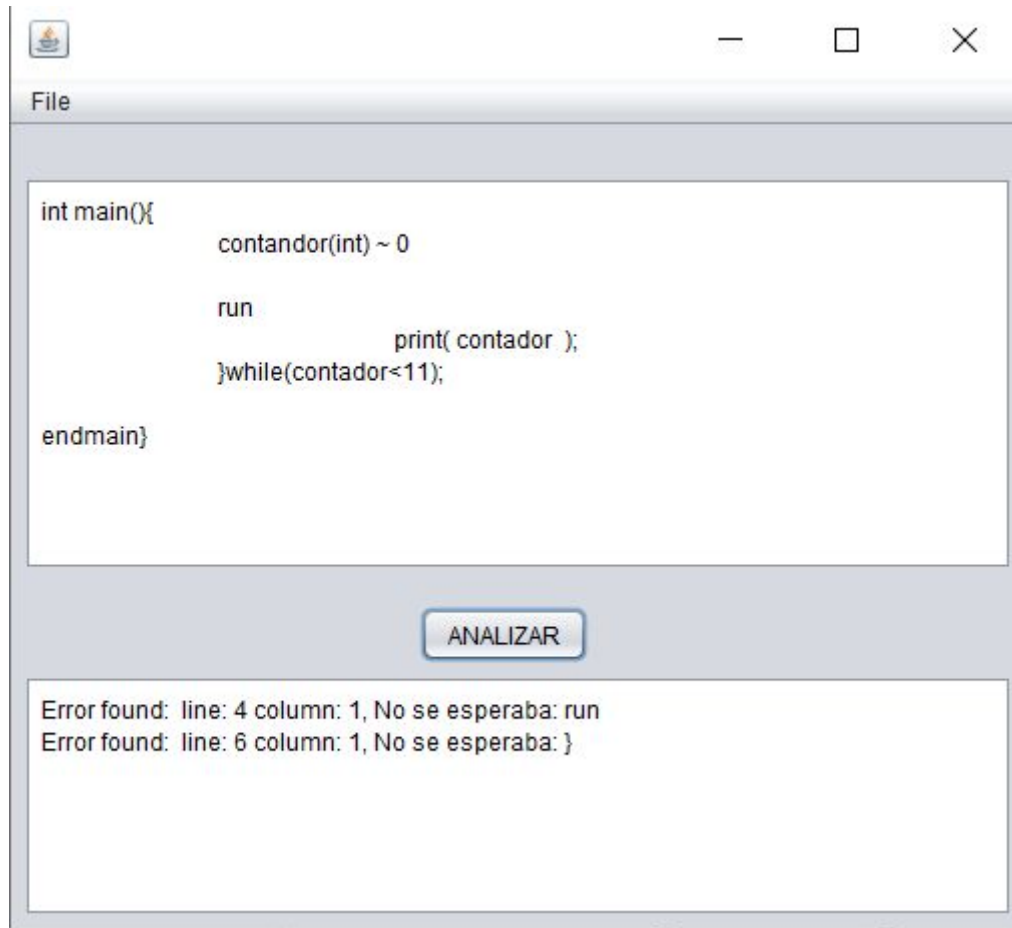 File
int main(){
contandor(int) ~ 0
run
print( contador  );
}while(contador<11);
endmain}
ANALIZAR
Error found:  line: 4 column: 1, No se esperaba: run
Error found:  line: 6 column: 1, No se esperaba: }